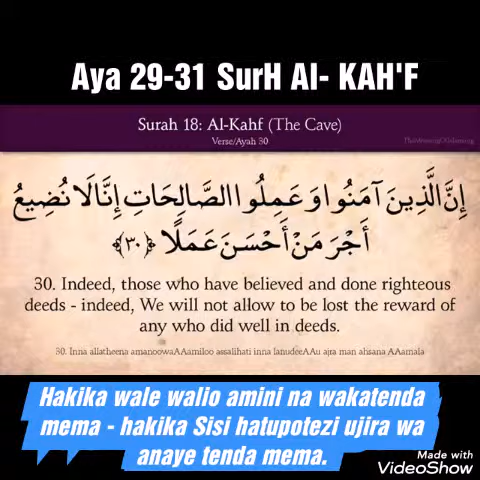 Aya 29-31 SurH Al- KAH'F
Surah 18: Al-Kahf (The Cave)
Verse/Ayah 30
TheMeaningOfIslam.org
إِنَّ الَّذِينَ آمَنُوا وَعَمِلُوا الصَّالِحَاتِ إِنَّا لَا نُضِيعُ
أَجْرَ مَنْ أَحْسَنَ عَمَلًا ﴿٣٠﴾
30. Indeed, those who have believed and done righteous
deeds - indeed, We will not allow to be lost the reward of
any who did well in deeds.
30. Inna allatheena amanoowaAAamiloo assalihati inna lanudeeAAu ajra man ahsana AAamala
Hakika wale walio amini na wakatenda
mema - hakika Sisi hatupotezi ujira wa
anaye tenda mema.
Made with
VideoShow